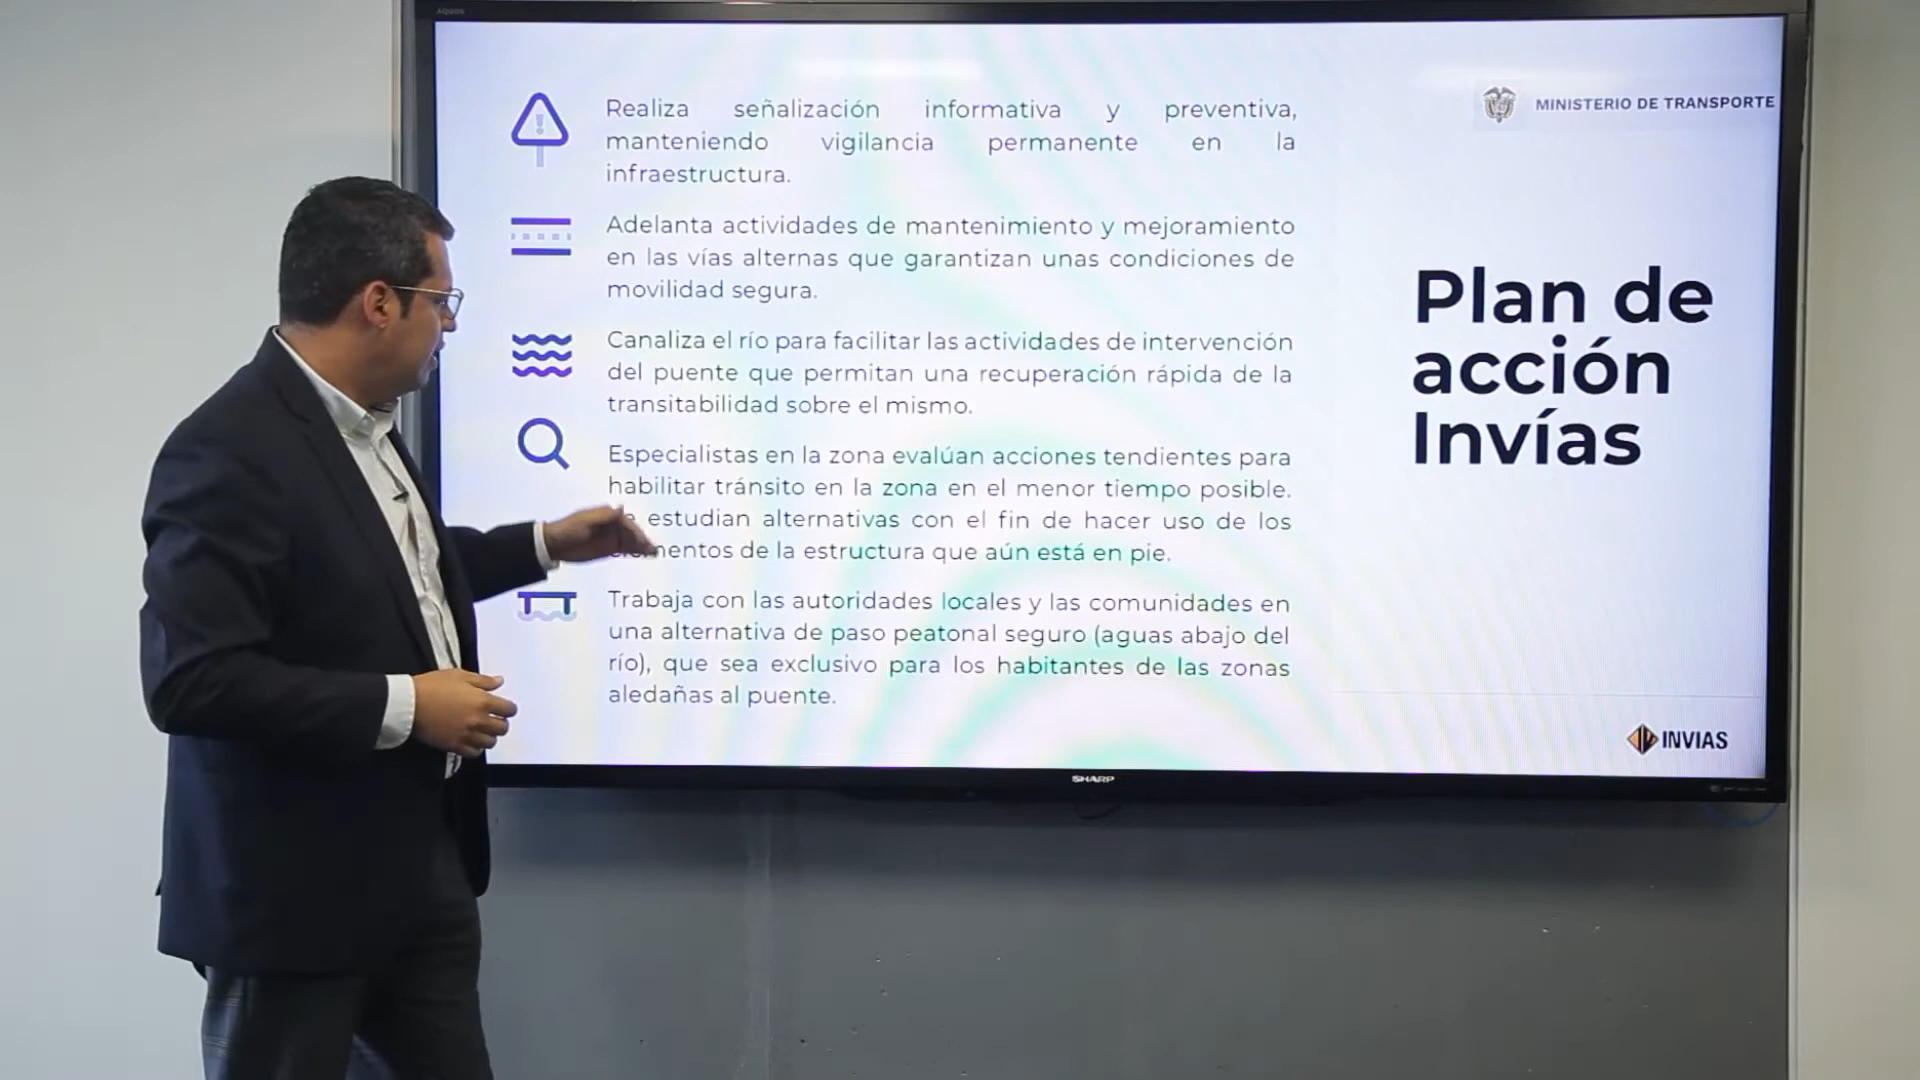 AQUOS
Realiza señalización informativa y preventiva,
manteniendo vigilancia permanente en la
infraestructura.
Adelanta actividades de mantenimiento y mejoramiento
en las vías alternas que garantizan unas condiciones de
movilidad segura.
Canaliza el río para facilitar las actividades de intervención
del puente que permitan una recuperación rápida de la
transitabilidad sobre el mismo.
Especialistas en la zona evalúan acciones tendientes para
habilitar tránsito en la zona en el menor tiempo posible.
estudian alternativas con el fin de hacer uso de los
de la estructura que aún está en pie.
Trabaja con las autoridades locales y las comunidades en
una alternativa de paso peatonal seguro (aguas abajo del
río), que sea exclusivo para los habitantes de las zonas
aledañas al puente.
MINISTERIO DE TRANSPORTE
Plan de
acción
Invías
INVIAS
SHARP